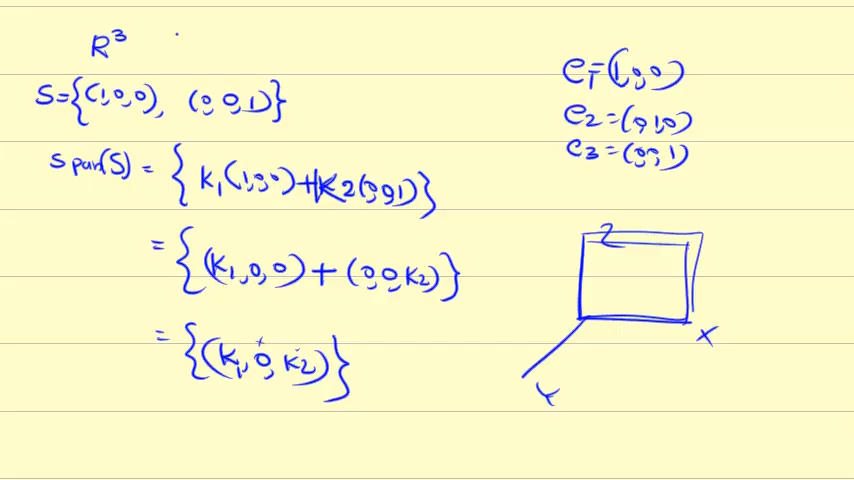 R³
S={(1,0,0), (0,0,1)}
span(S) = {K₁(1,0,0)+K2(0,0,1)}
= {(K₁,0,0)+(0,0,K2)}
= {(K₁,0,K2)}
e₁=(1,0,0)
e2=(0,1,0)
e3=(0,0,1)
Z
X
Y